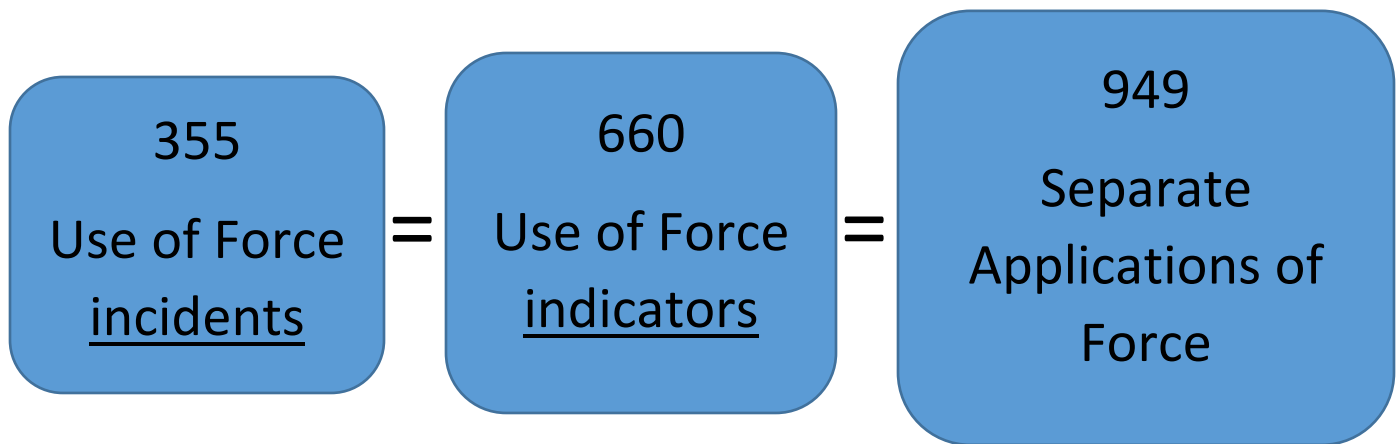 355
Use of Force
incidents
=
660
Use of Force
indicators
=
949
Separate
Applications of
Force